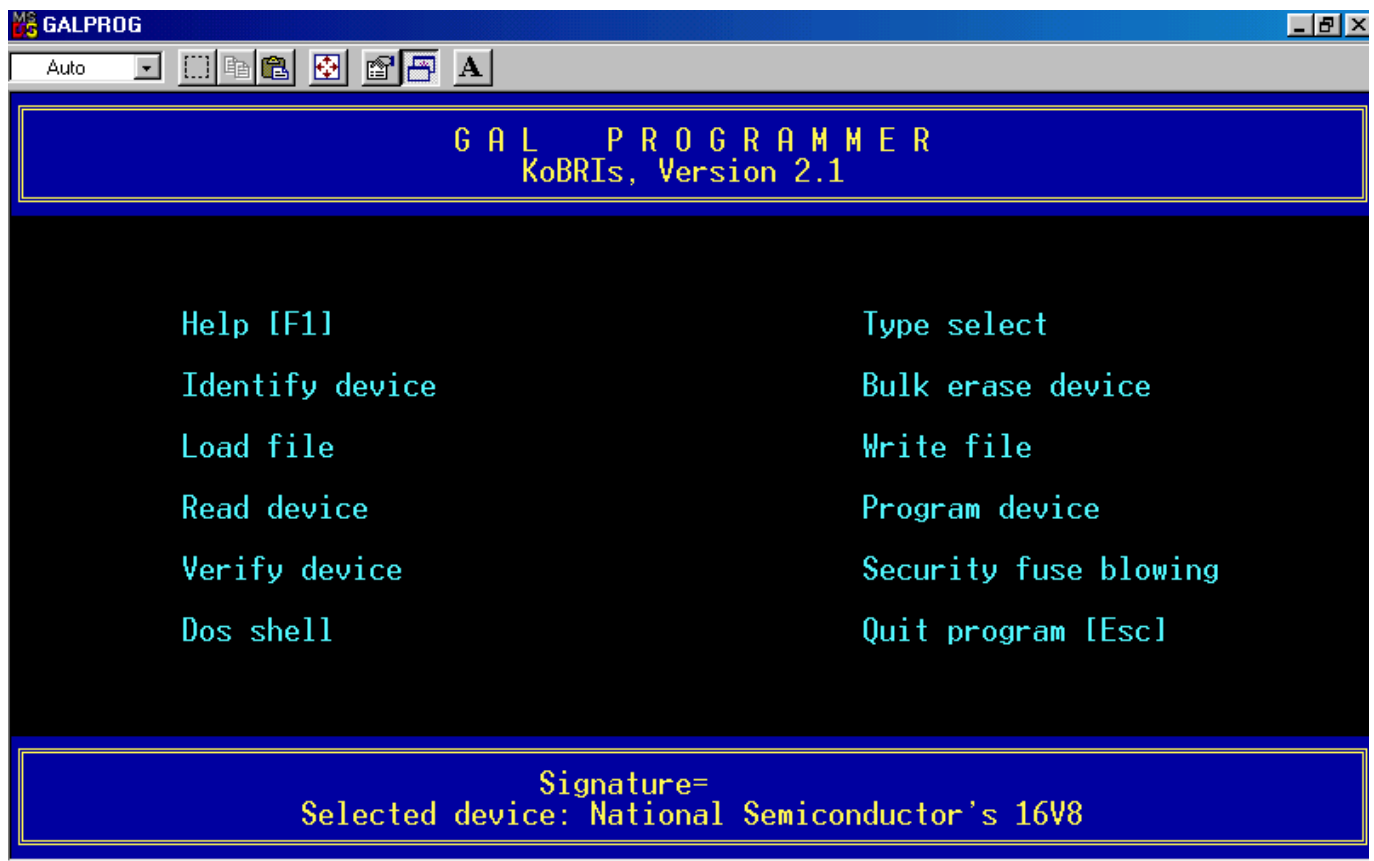 GALPROG
Auto
A
G A L P R O G R A M M E R
KoBRIs, Version 2.1
Help [F1]
Type select
Identify device
Bulk erase device
Load file
Write file
Read device
Program device
Verify device
Security fuse blowing
Dos shell
Quit program [Esc]
Signature=
Selected device: National Semiconductor's 16V8